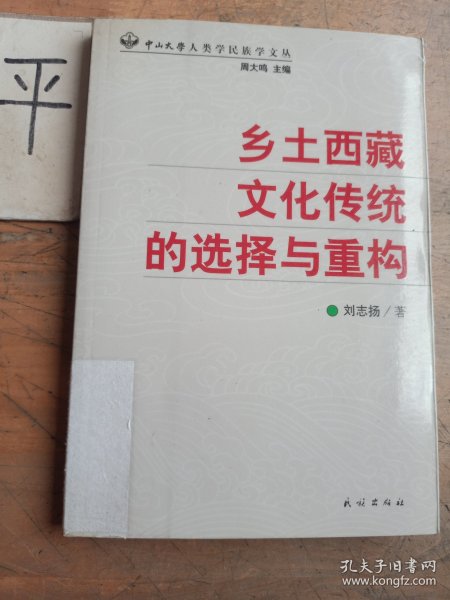 中山大學人类学民族学文丛
周大鸣 主编
平
乡土西藏
文化传统
的选择与重构
刘志扬/著
民族出版社
孔夫子旧书网
www.kongfz.com